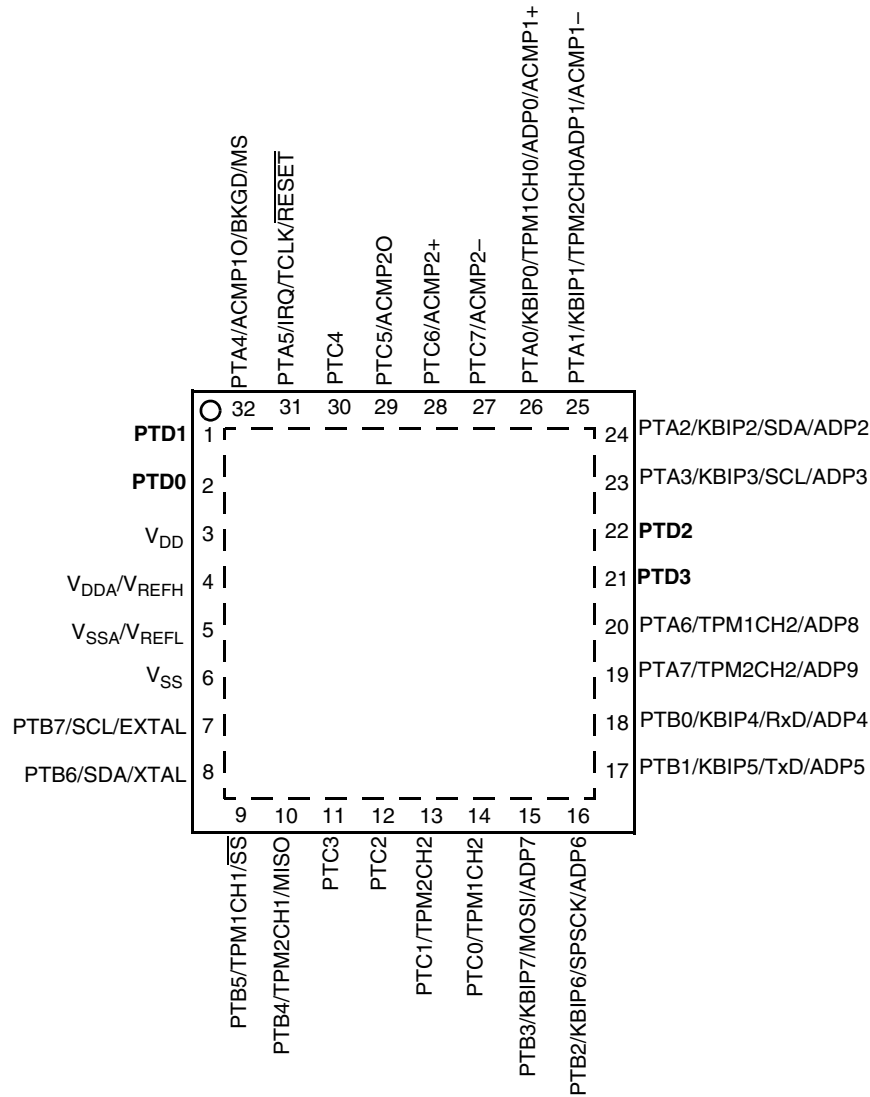 PTA4/ACMP1O/BKGD/MS
PTA5/IRQ/TCLK/RESET
PTC4
PTC5/ACMP2O
PTC6/ACMP2+
PTC7/ACMP2–
PTA0/KBIP0/TPM1CH0/ADP0/ACMP1+
PTA1/KBIP1/TPM2CH0ADP1/ACMP1–
32 31 30 29 28 27 26 25
PTD1 1
PTD0 2
VDD 3
VDDA/VREFH 4
VSSA/VREFL 5
VSS 6
PTB7/SCL/EXTAL 7
PTB6/SDA/XTAL 8
24 PTA2/KBIP2/SDA/ADP2
23 PTA3/KBIP3/SCL/ADP3
22 PTD2
21 PTD3
20 PTA6/TPM1CH2/ADP8
19 PTA7/TPM2CH2/ADP9
18 PTB0/KBIP4/RxD/ADP4
17 PTB1/KBIP5/TxD/ADP5
9 10 11 12 13 14 15 16
PTB5/TPM1CH1/SS
PTB4/TPM2CH1/MISO
PTC3
PTC2
PTC1/TPM2CH2
PTC0/TPM1CH2
PTB3/KBIP7/MOSI/ADP7
PTB2/KBIP6/SPSCK/ADP6